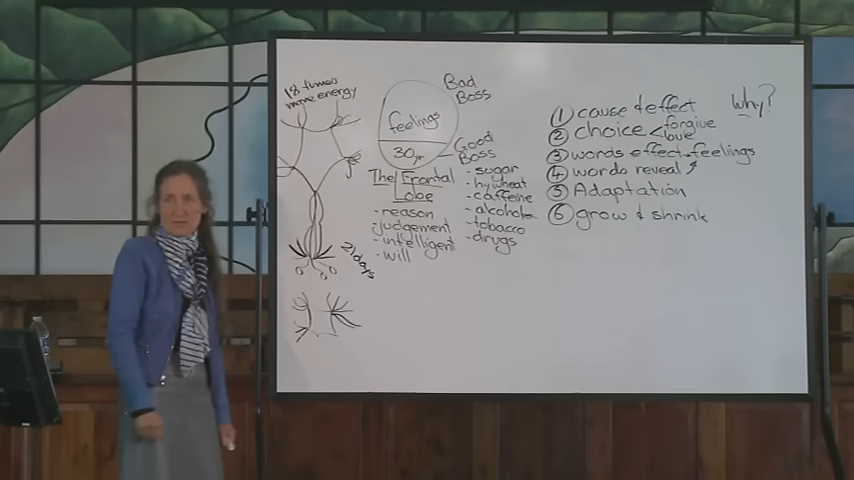 18 times
more energy
feelings
30yr
Bad
Boss
Good
Boss
The Frontal
Lobe
- reason
- judgement
- intelligent
- will
- sugar
- hy wheat
- caffeine
- alcohol
- tobacco
- drugs
21 days
Why?
① cause & effect
② choice < forgive
love
③ words effect feelings
④ words reveal
⑤ Adaptation
⑥ grow & shrink